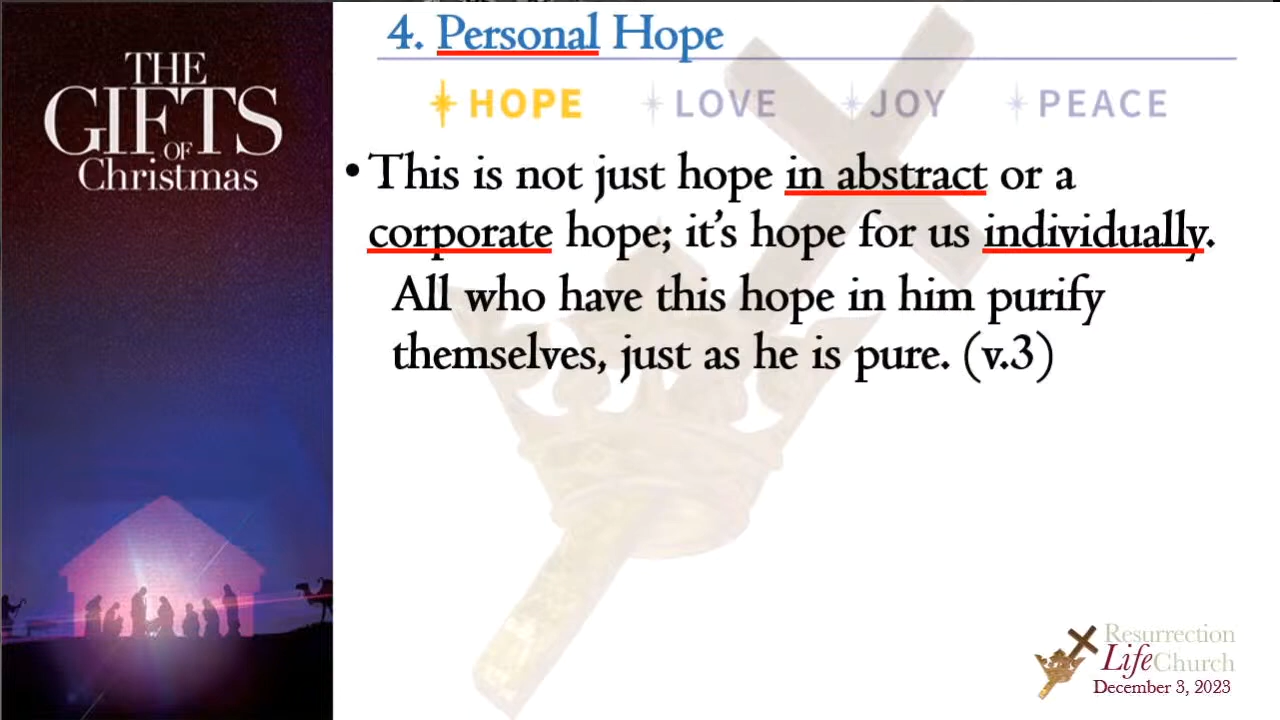 THE
GIFTS
OF
Christmas
4. Personal Hope
HOPE LOVE JOY PEACE
•This is not just hope in abstract or a
corporate hope; it’s hope for us individually.
All who have this hope in him purify
themselves, just as he is pure. (v.3)
Resurrection
LifeChurch
December 3, 2023